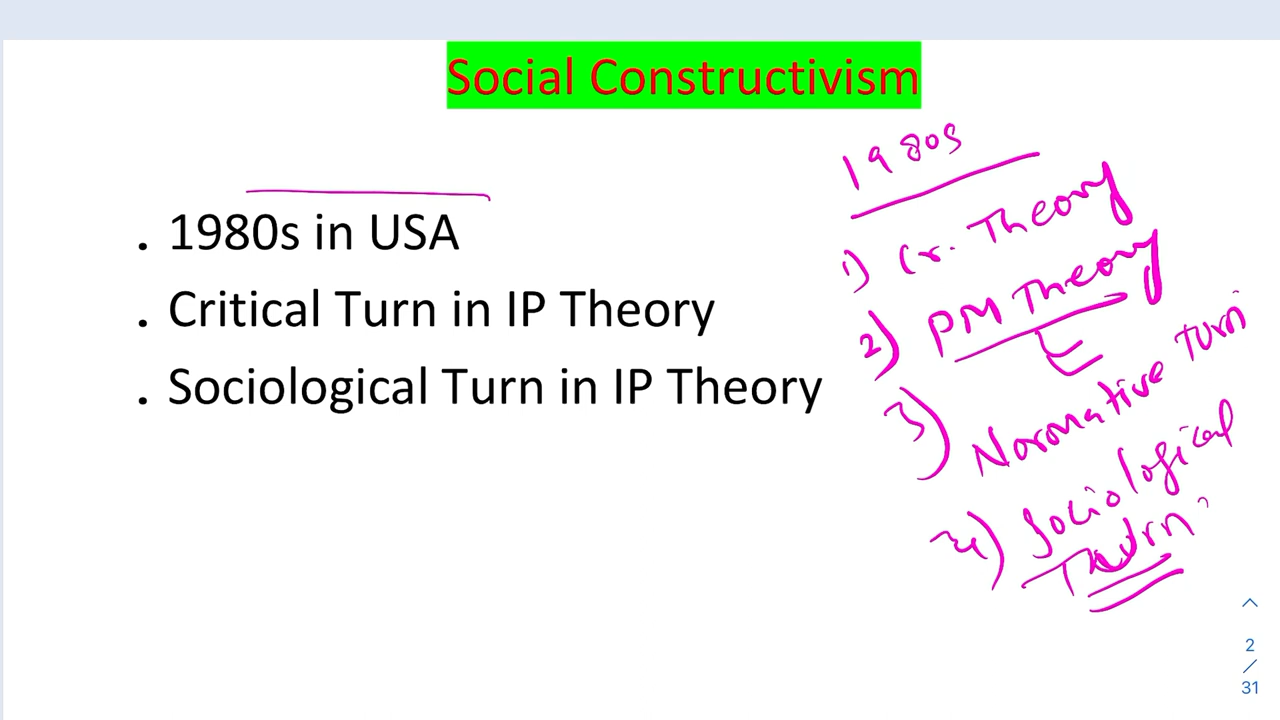 Social Constructivism
. 1980s in USA
. Critical Turn in IP Theory
. Sociological Turn in IP Theory
1980s
1) Cr. Theory
2) PM Theory
3) Normative Turn
4) Sociological
Turn
2
/
31